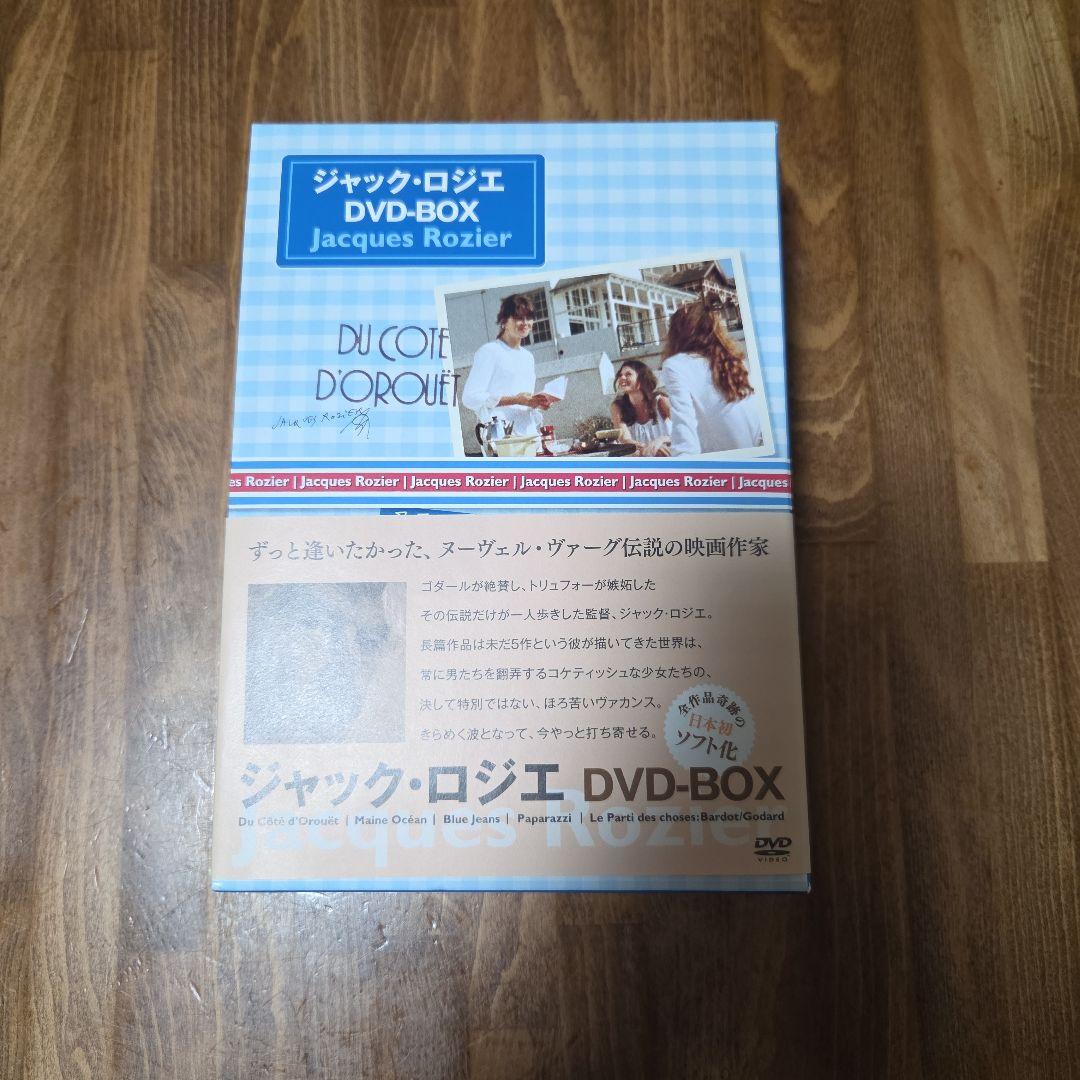 ジャック・ロジエ
DVD-BOX
Jacques Rozier
DU COTE
D'OROUËT
JACQUES ROZIER
es Rozier | Jacques Rozier | Jacques Rozier | Jacques Rozier | Jacques Rozier | Jacques
ずっと逢いたかった、ヌーヴェル・ヴァーグ伝説の映画作家
ゴダールが絶賛し、トリュフォーが嫉妬した
その伝説だけが一人歩きした監督、ジャック・ロジエ。
長篇作品は未だ5作という彼が描いてきた世界は、
常に男たちを翻弄するコケティッシュな少女たちの、
決して特別ではない、ほろ苦いヴァカンス。
きらめく波となって、今やっと打ち寄せる。
全作品奇跡の
日本初
ソフト化
ジャック・ロジエ DVD-BOX
Jacques Rozier
Du Côté d'Orouët | Maine Océan | Blue Jeans | Paparazzi | Le Parti des choses:Bardot/Godard
DVD
VIDEO